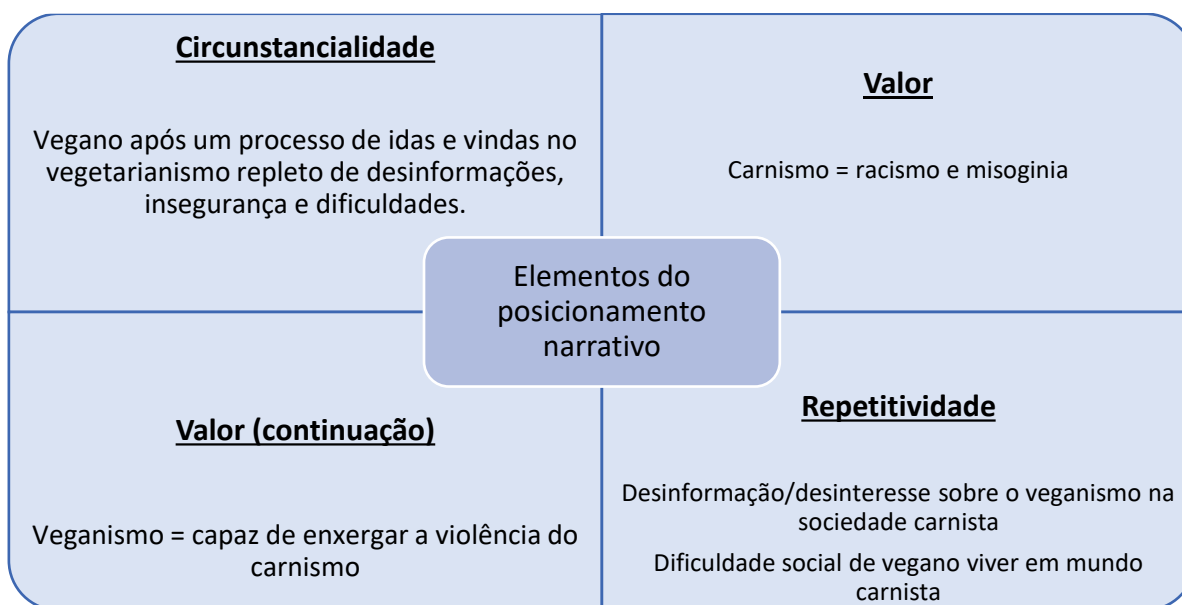 Circunstancialidade
Vegano após um processo de idas e vindas no
vegetarianismo repleto de desinformações,
insegurança e dificuldades.
Valor
Carnismo = racismo e misoginia
Elementos do
posicionamento
narrativo
Valor (continuação)
Veganismo = capaz de enxergar a violência do
carnismo
Repetitividade
Desinformação/desinteresse sobre o veganismo na
sociedade carnista
Dificuldade social de vegano viver em mundo
carnista